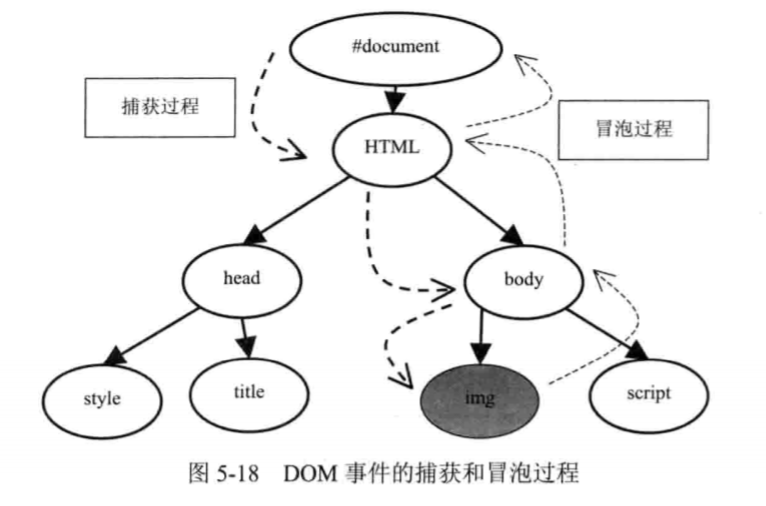 #document
捕获过程
冒泡过程
HTML
head
body
style
title
img
script
图 5-18 DOM 事件的捕获和冒泡过程